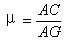 μ = AC/AG